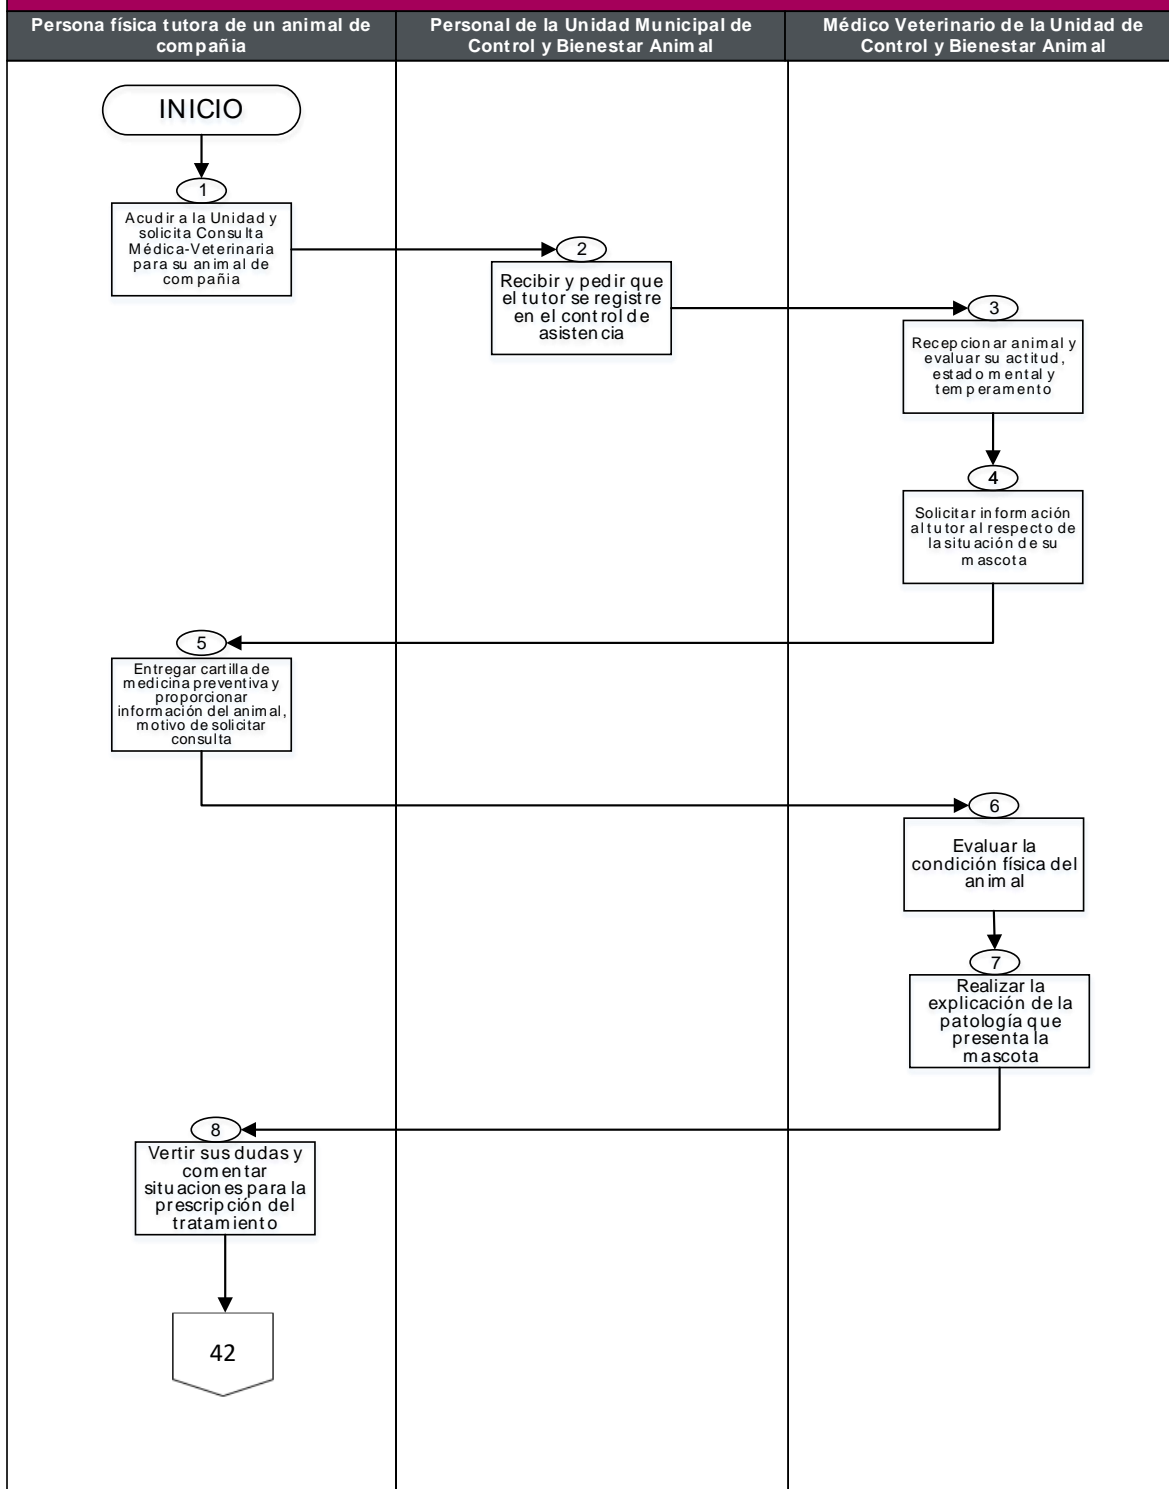 Persona física tutora de un animal de
compañia
Personal de la Unidad Municipal de
Control y Bienestar Animal
Médico Veterinario de la Unidad de
Control y Bienestar Animal
INICIO
1
Acudir a la Unidad y
solicita Consulta
Médica-Veterinaria
para su animal de
compañia
2
Recibir y pedir que
el tutor se registre
en el control de
asistencia
3
Recepcionar animal y
evaluar su actitud,
estado mental y
temperamento
4
Solicitar información
al tutor al respecto de
la situación de su
mascota
5
Entregar cartilla de
medicina preventiva y
proporcionar
información del animal,
motivo de solicitar
consulta
6
Evaluar la
condición física del
animal
7
Realizar la
explicación de la
patología que
presenta la
mascota
8
Vertir sus dudas y
comentar
situaciones para la
prescripción del
tratamiento
42